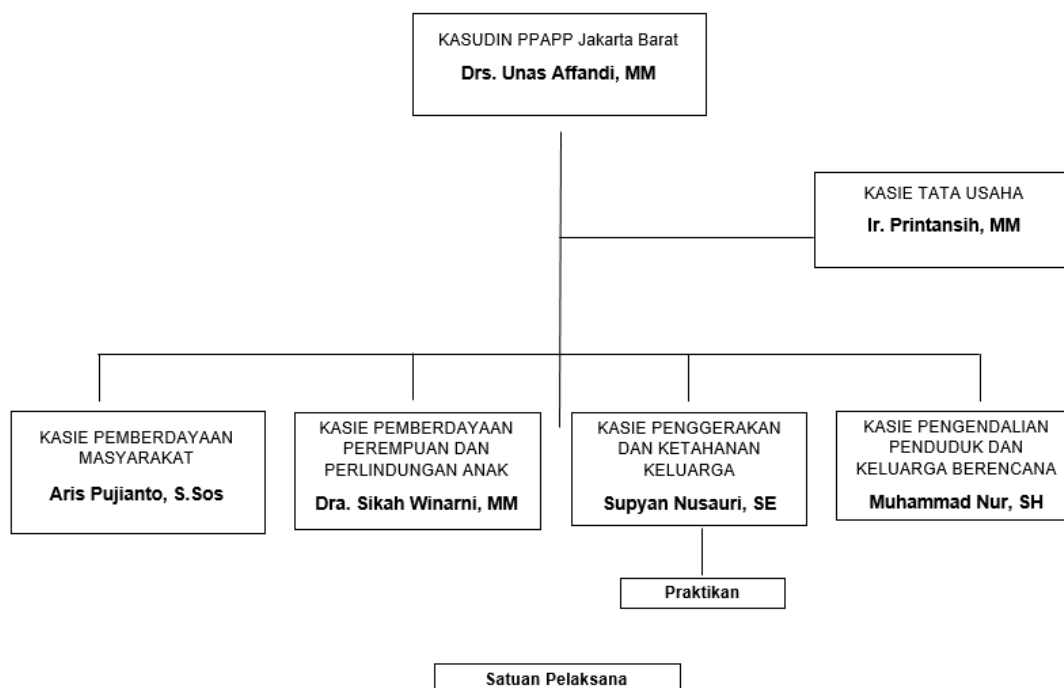 KASUDIN PPAPP Jakarta Barat
Drs. Unas Affandi, MM
KASIE TATA USAHA
Ir. Printansih, MM
KASIE PEMBERDAYAAN
MASYARAKAT
Aris Pujianto, S.Sos
KASIE PEMBERDAYAAN
PEREMPUAN DAN
PERLINDUNGAN ANAK
Dra. Sikah Winarni, MM
KASIE PENGGERAKAN
DAN KETAHANAN
KELUARGA
Supyan Nusauri, SE
KASIE PENGENDALIAN
PENDUDUK DAN
KELUARGA BERENCANA
Muhammad Nur, SH
Praktikan
Satuan Pelaksana